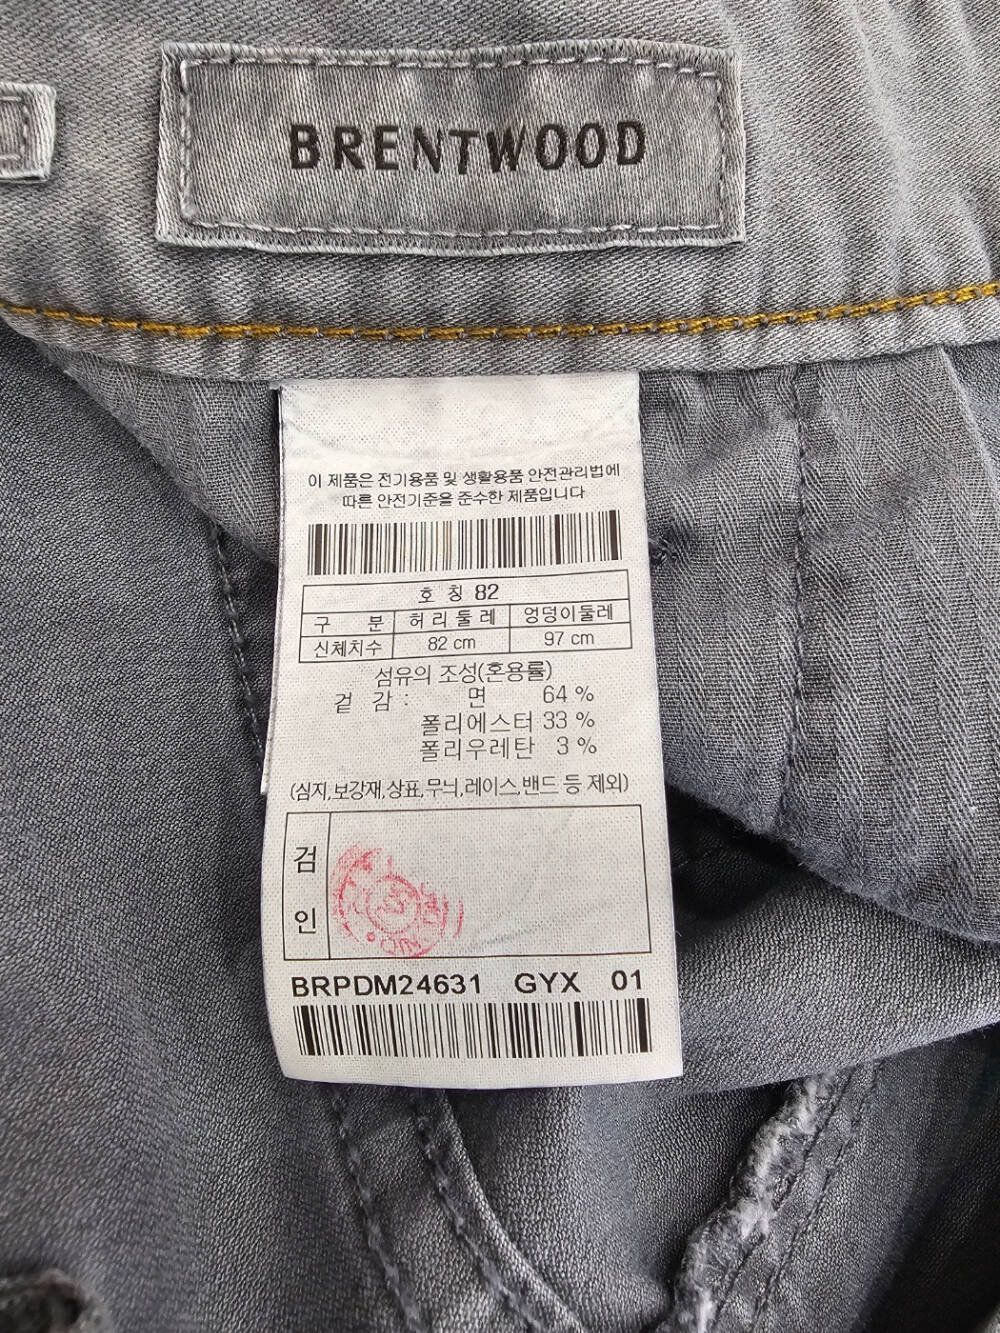 BRENTWOOD
이 제품은 전기용품 및 생활용품 안전관리법에
따른 안전기준을 준수한 제품입니다
호 칭 82
구 분 허리둘레 엉덩이둘레
신체치수 82 cm 97 cm
섬유의 조성(혼용률)
겉 감 : 면 64 %
폴리에스터 33 %
폴리우레탄 3 %
(심지,보강재,상표,무늬,레이스,밴드 등 제외)
검
인
BRPDM24631 GYX 01